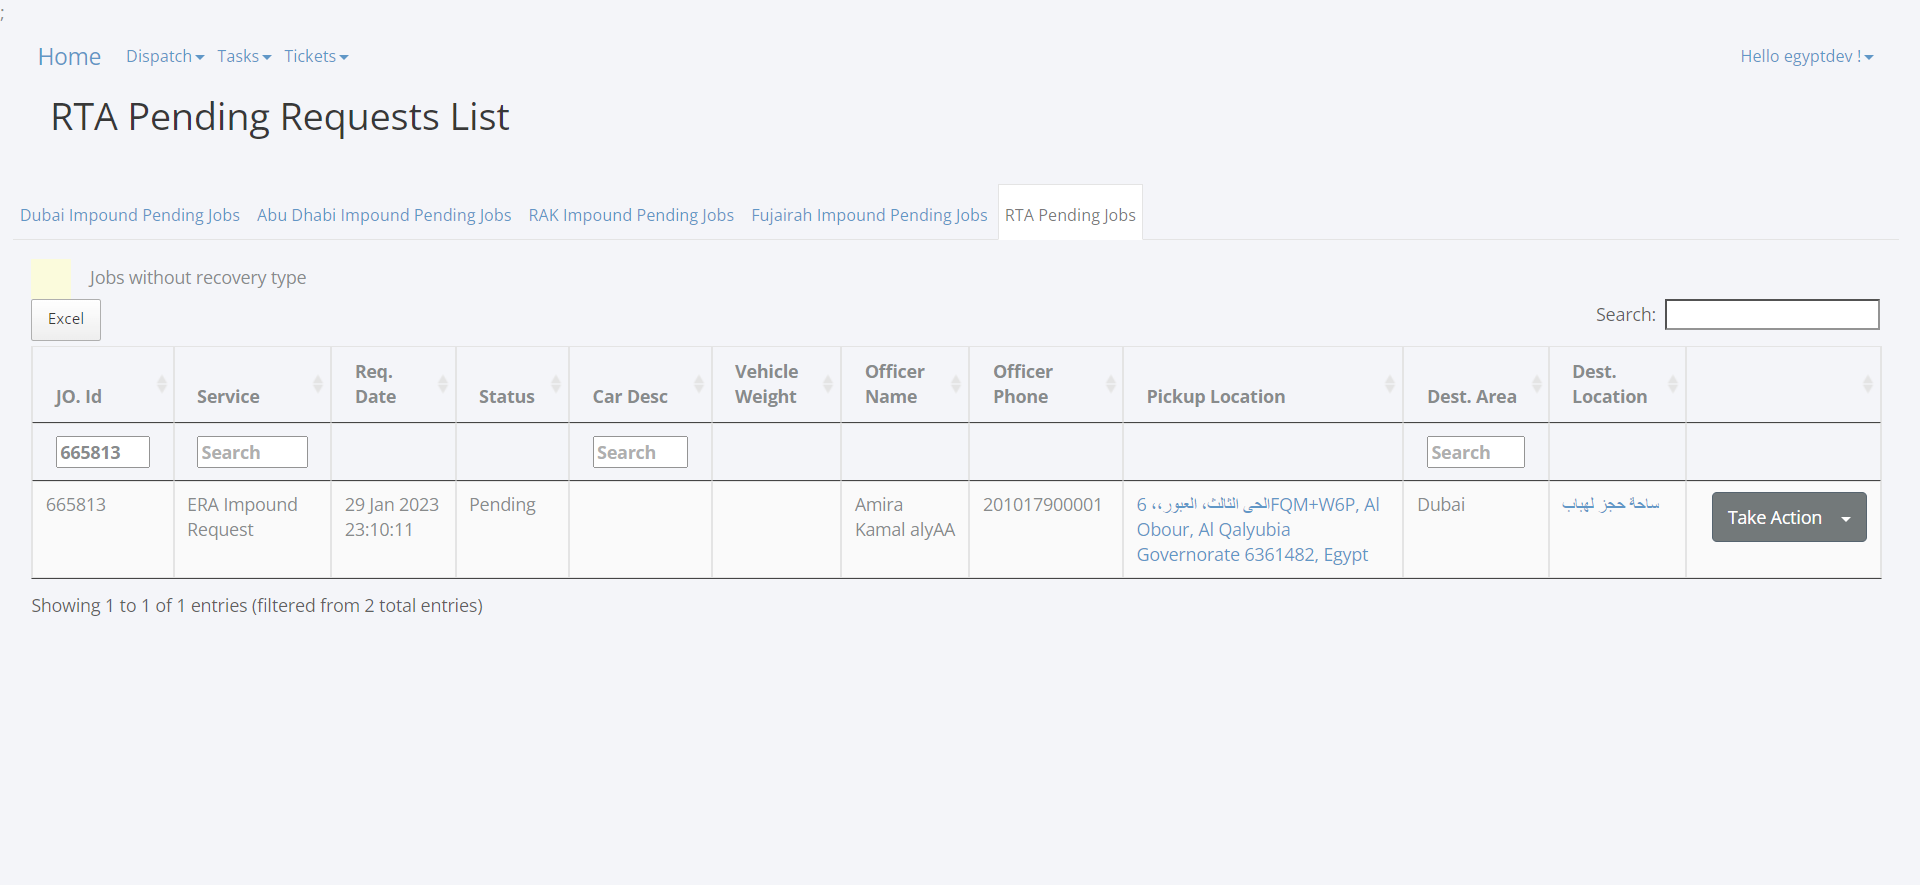 ;
Home Dispatch Tasks Tickets Hello egyptdev !
RTA Pending Requests List
Dubai Impound Pending Jobs Abu Dhabi Impound Pending Jobs RAK Impound Pending Jobs Fujairah Impound Pending Jobs RTA Pending Jobs
Jobs without recovery type
Excel
Search:
JO. Id
Service
Req.
Date
Status
Car Desc
Vehicle
Weight
Officer
Name
Officer
Phone
Pickup Location
Dest. Area
Dest.
Location
665813 Search Search Search
665813
ERA Impound
Request
29 Jan 2023
23:10:11
Pending
Amira
Kamal alyAA
201017900001
6 الحى الثالث، العبور،،FQM+W6P, Al
Obour, Al Qalyubia
Governorate 6361482, Egypt
Dubai
ساحة حجز لهباب
Take Action
Showing 1 to 1 of 1 entries (filtered from 2 total entries)